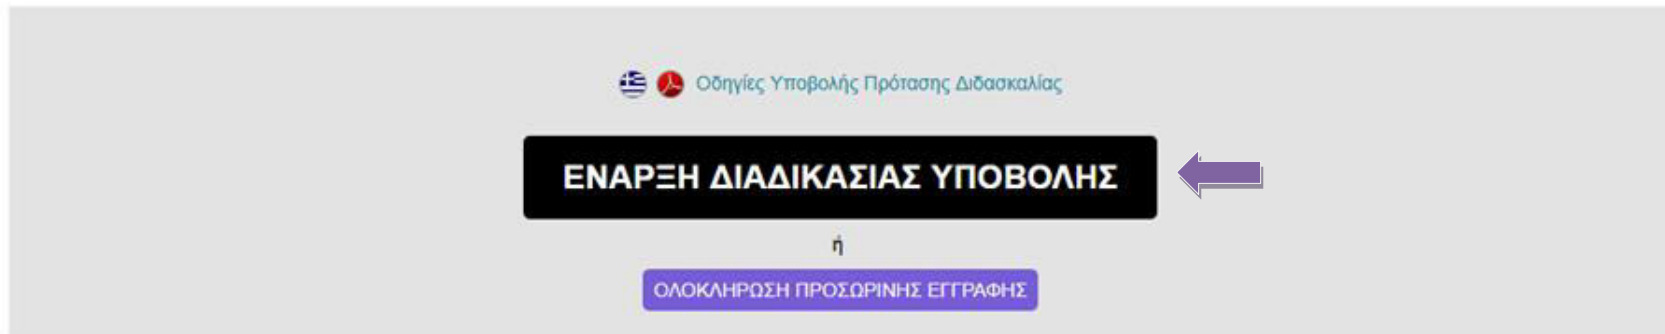 Οδηγίες Υποβολής Πρότασης Διδασκαλίας
ΕΝΑΡΞΗ ΔΙΑΔΙΚΑΣΙΑΣ ΥΠΟΒΟΛΗΣ
ή
ΟΛΟΚΛΗΡΩΣΗ ΠΡΟΣΩΡΙΝΗΣ ΕΓΓΡΑΦΗΣ